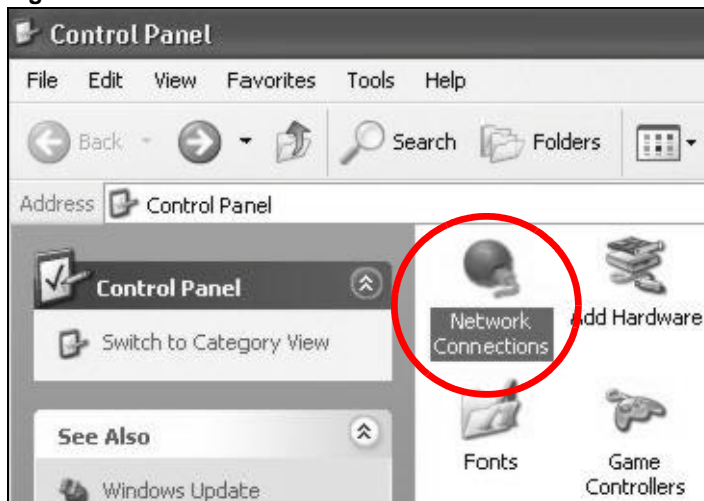 Control Panel
File Edit View Favorites Tools Help
Back Search Folders
Address Control Panel
Control Panel
Switch to Category View
See Also
Windows Update
Network
Connections
Add Hardware
Fonts
Game
Controllers